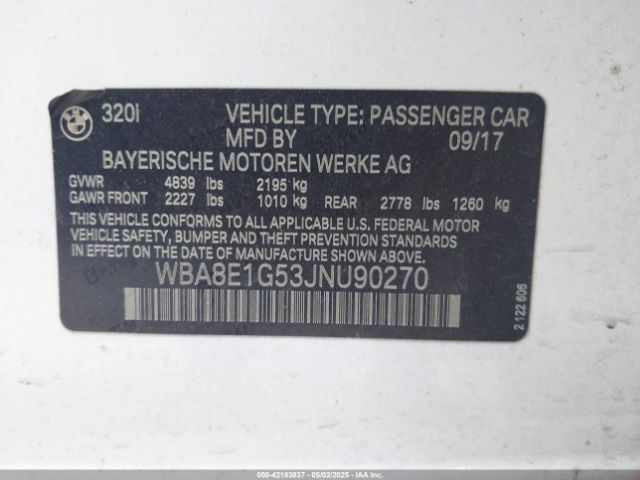 BMW
320i VEHICLE TYPE: PASSENGER CAR
MFD BY 09/17
BAYERISCHE MOTOREN WERKE AG
GVWR 4839 lbs 2195 kg
GAWR FRONT 2227 lbs 1010 kg REAR 2778 lbs 1260 kg
THIS VEHICLE CONFORMS TO ALL APPLICABLE U.S. FEDERAL MOTOR
VEHICLE SAFETY, BUMPER, AND THEFT PREVENTION STANDARDS
IN EFFECT ON THE DATE OF MANUFACTURE SHOWN ABOVE.
WBA8E1G53JNU90270
2 122 606
000-42183837 - 05/02/2025 - IAAI.COM